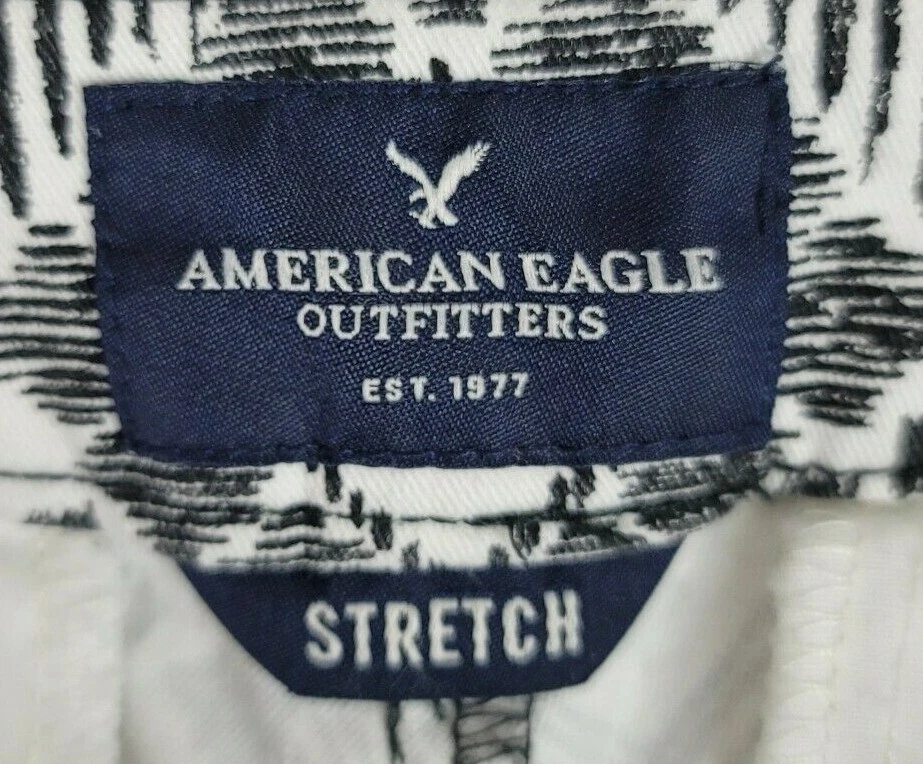 AMERICAN EAGLE
OUTFITTERS
EST. 1977
STRETCH